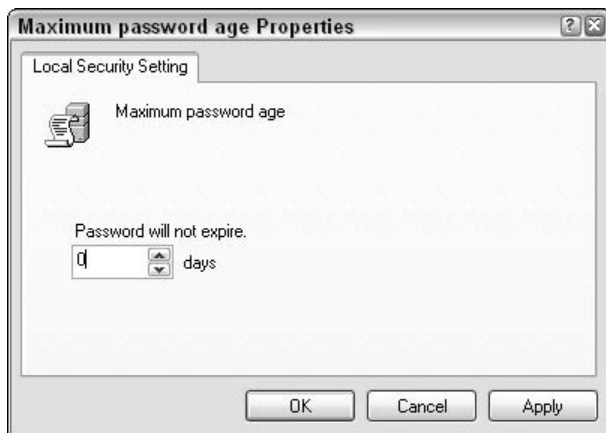 Maximum password age Properties
Local Security Setting
Maximum password age
Password will not expire.
0 days
OK Cancel Apply